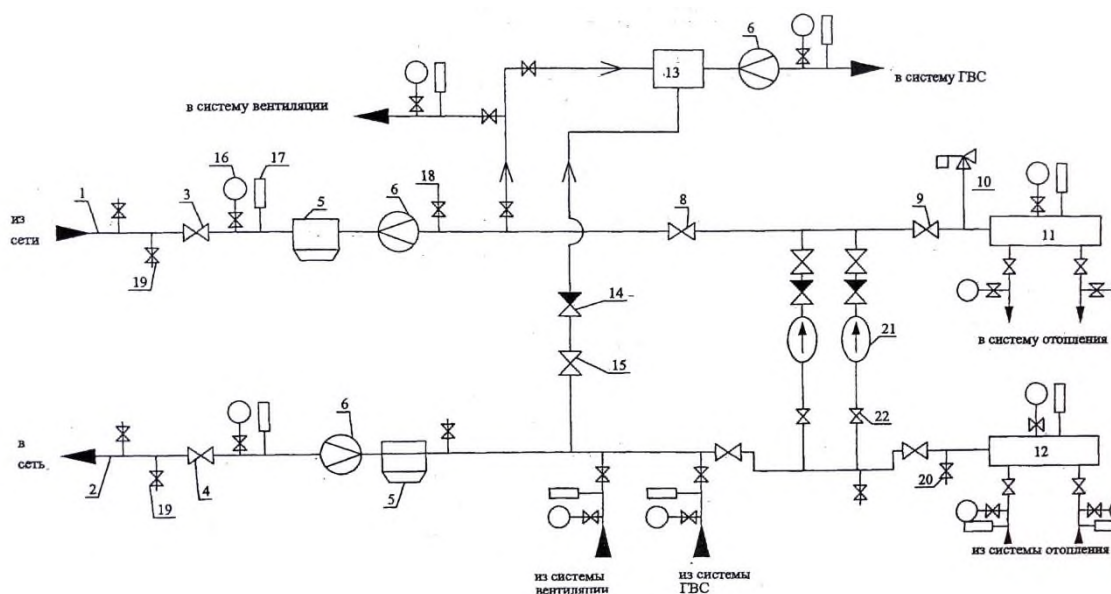 6
13
в систему ГВС
в систему вентиляции
16
17
18
1
3
5
6
8
9
10
11
из
сети
19
14
21
в систему отопления
15
6
22
в
сеть
12
2
19
4
5
20
из системы
вентиляции
из системы
ГВС
из системы отопления